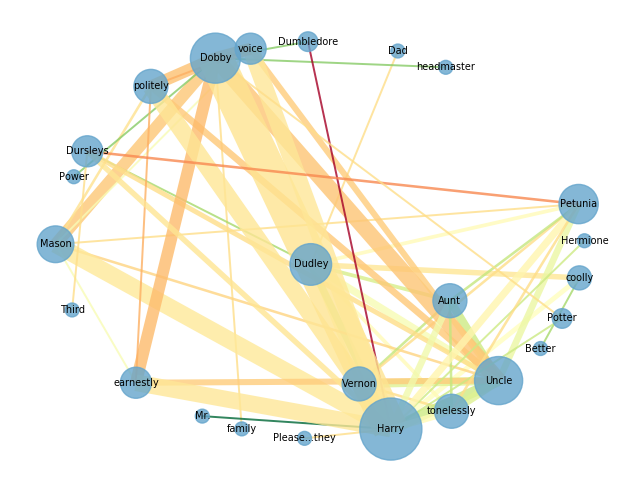 Dumbledore
voice
Dad
Dobby
headmaster
politely
Dursleys
Power
Petunia
Mason
Hermione
Dudley
coolly
Aunt
Third
Potter
Better
earnestly
Vernon
Uncle
tonelessly
Mr.
family
Harry
Please...they